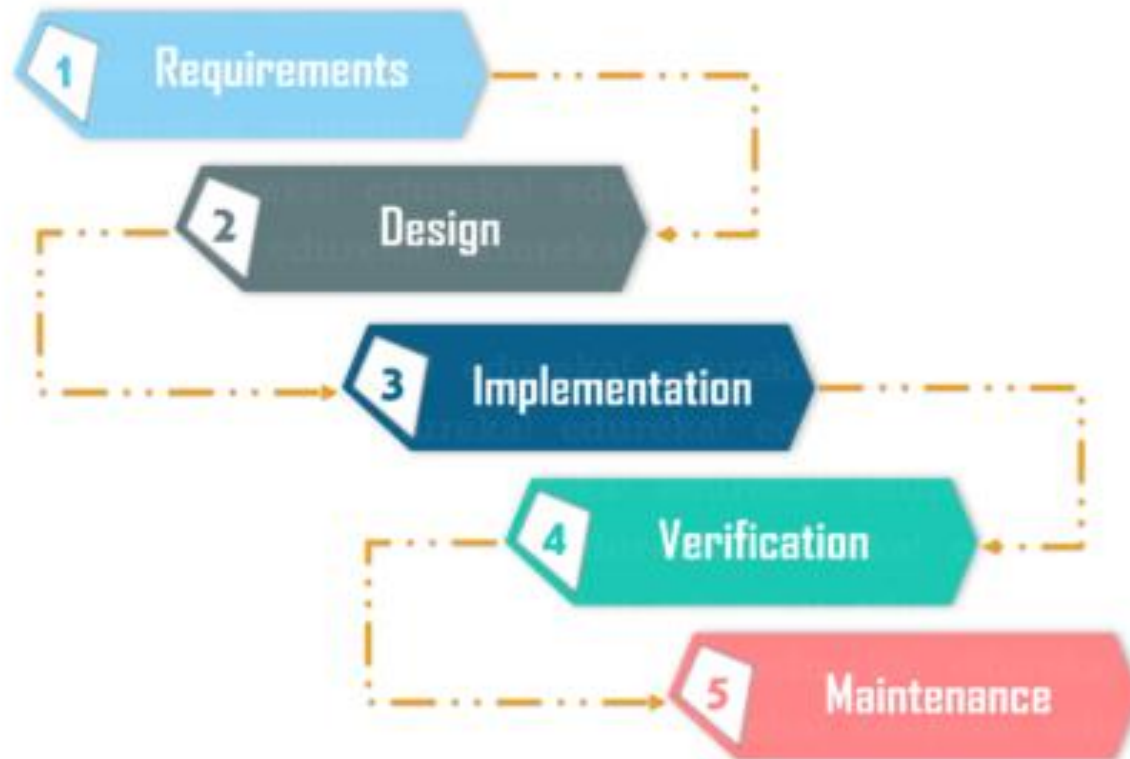 1 Requirements
2 Design
3 Implementation
4 Verification
5 Maintenance